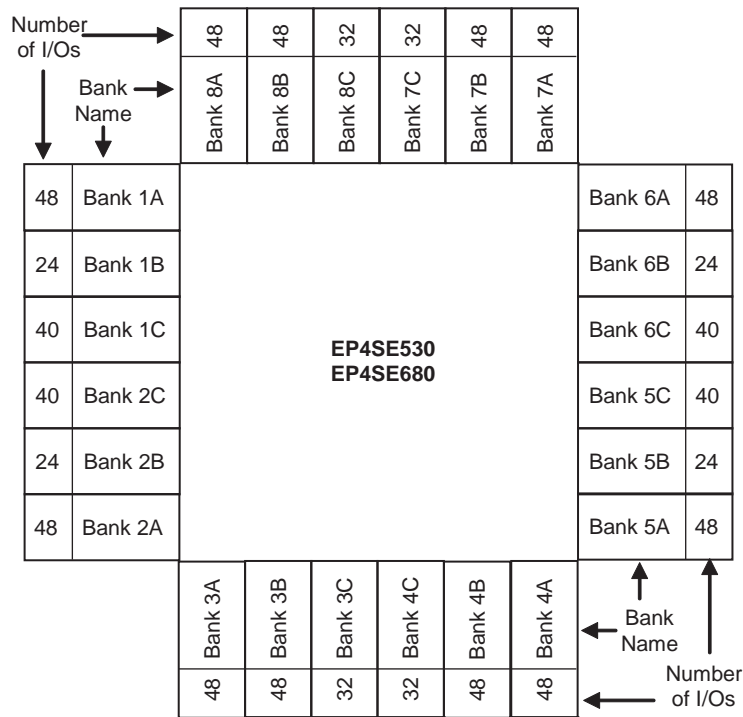 Number
of I/Os
48 48 32 32 48 48
Bank
Name
Bank 8A Bank 8B Bank 8C Bank 7C Bank 7B Bank 7A
48 Bank 1A
24 Bank 1B
40 Bank 1C
40 Bank 2C
24 Bank 2B
48 Bank 2A
EP4SE530
EP4SE680
Bank 6A 48
Bank 6B 24
Bank 6C 40
Bank 5C 40
Bank 5B 24
Bank 5A 48
Bank 3A Bank 3B Bank 3C Bank 4C Bank 4B Bank 4A
48 48 32 32 48 48
Bank
Name
Number
of I/Os